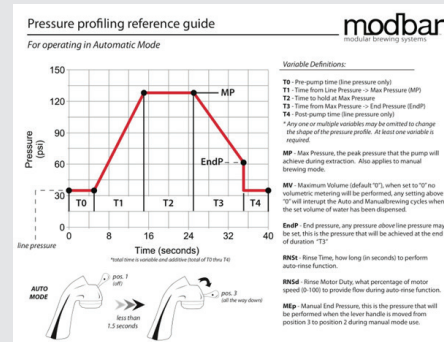 Pressure profiling reference guide
For operating in Automatic Mode
modbar
modular brewing systems
150
120
90
60
30
0
Pressure
(psi)
line pressure
MP
EndP
T0
T1
T2
T3
T4
0
8
16
24
32
40
Time (seconds)
*total time is variable and additive (total of T0 thru T4)
AUTO
MODE
pos. 1
(off)
less than
1.5 seconds
pos. 3
(all the way down)
Variable Definitions:
T0 - Pre-pump time (line pressure only)
T1 - Time from Line Pressure -> Max Pressure (MP)
T2 - Time to hold at Max Pressure
T3 - Time from Max Pressure -> End Pressure (EndP)
T4 - Post-pump time (line pressure only)
* Any one or multiple variables may be omitted to change
the shape of the pressure profile. At least one variable is
required.
MP - Max Pressure, the peak pressure that the pump will
achieve during extraction. Also applies to manual
brewing mode.
MV - Maximum Volume (default "0"), when set to "0" no
volumetric metering will be performed, any setting above
"0" will interupt the Auto and Manualbrewing cycles when
the set volume of water has been dispensed.
EndP - End pressure, any pressure above line pressure may
be set, this is the pressure that will be achieved at the end
of duration "T3"
RNSt - Rinse Time, how long (in seconds) to perform
auto-rinse function.
RNSd - Rinse Motor Duty, what percentage of motor
speed (0-100) to provide flow during auto-rinse function.
MEp - Manual End Pressure, this is the pressure that will
be performed when the lever handle is moved from
position 3 to position 2 during manual mode use.